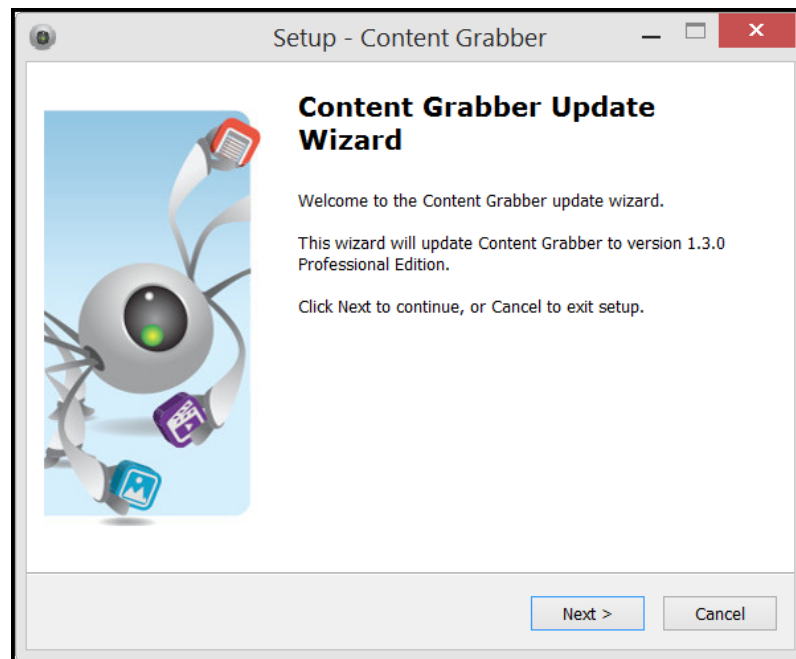 Setup - Content Grabber
Content Grabber Update
Wizard
Welcome to the Content Grabber update wizard.
This wizard will update Content Grabber to version 1.3.0
Professional Edition.
Click Next to continue, or Cancel to exit setup.
Next >
Cancel